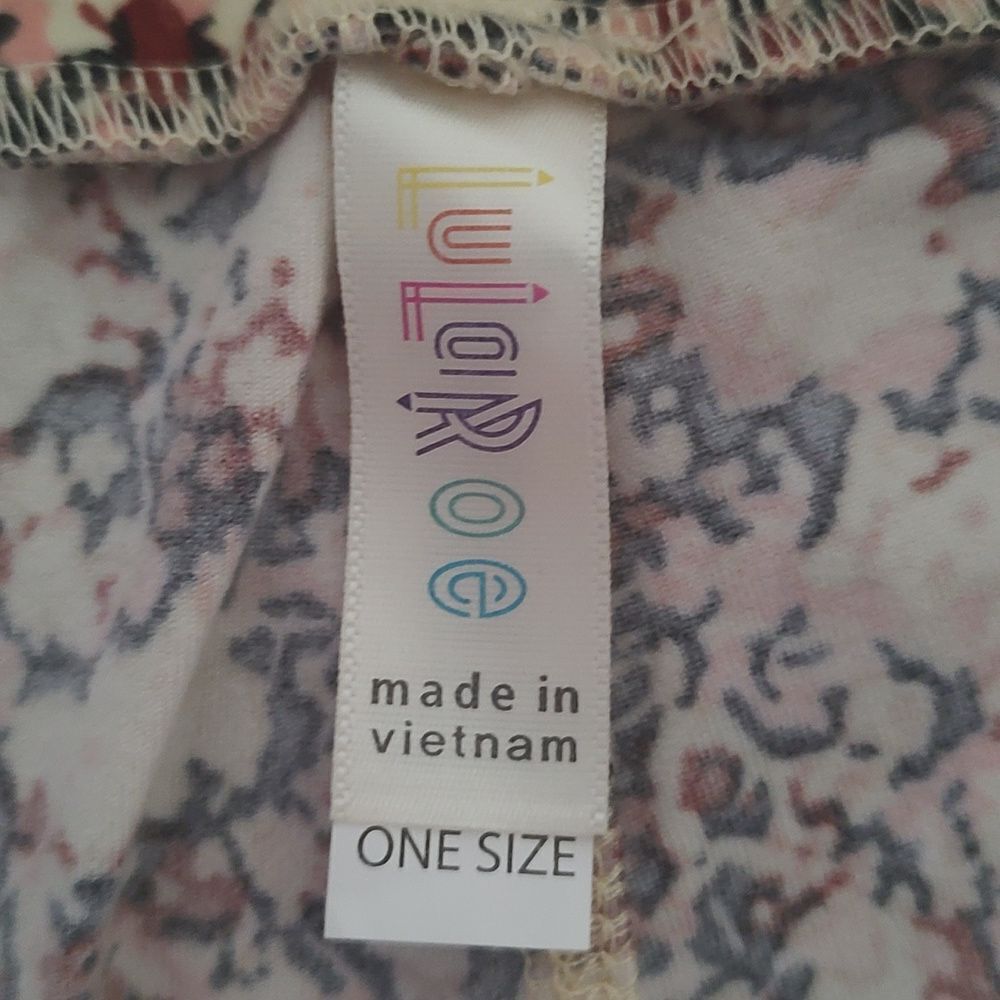 LuLaRoe
made in
vietnam
ONE SIZE